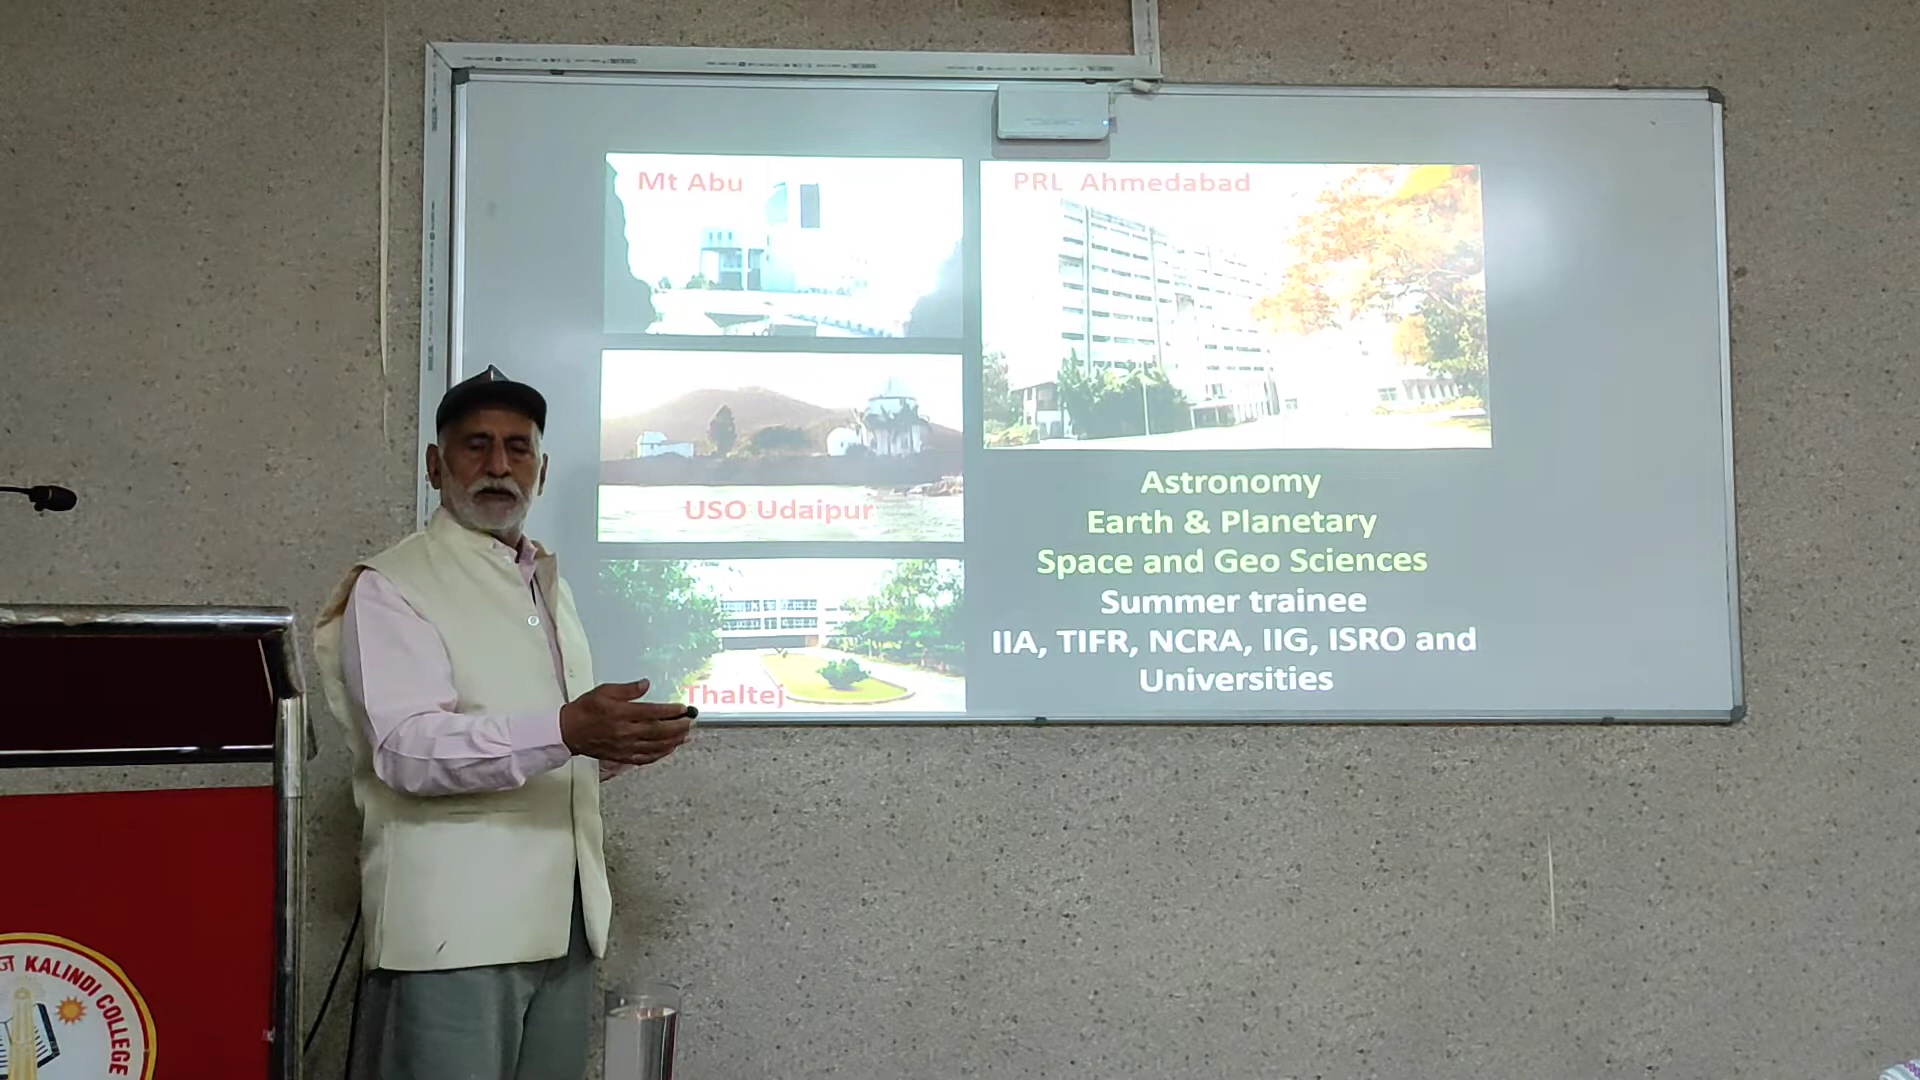 Mt Abu
PRL Ahmedabad
USO Udaipur
Thaltej
Astronomy
Earth & Planetary
Space and Geo Sciences
Summer trainee
IIA, TIFR, NCRA, IIG, ISRO and
Universities
KALINDI COLLEGE